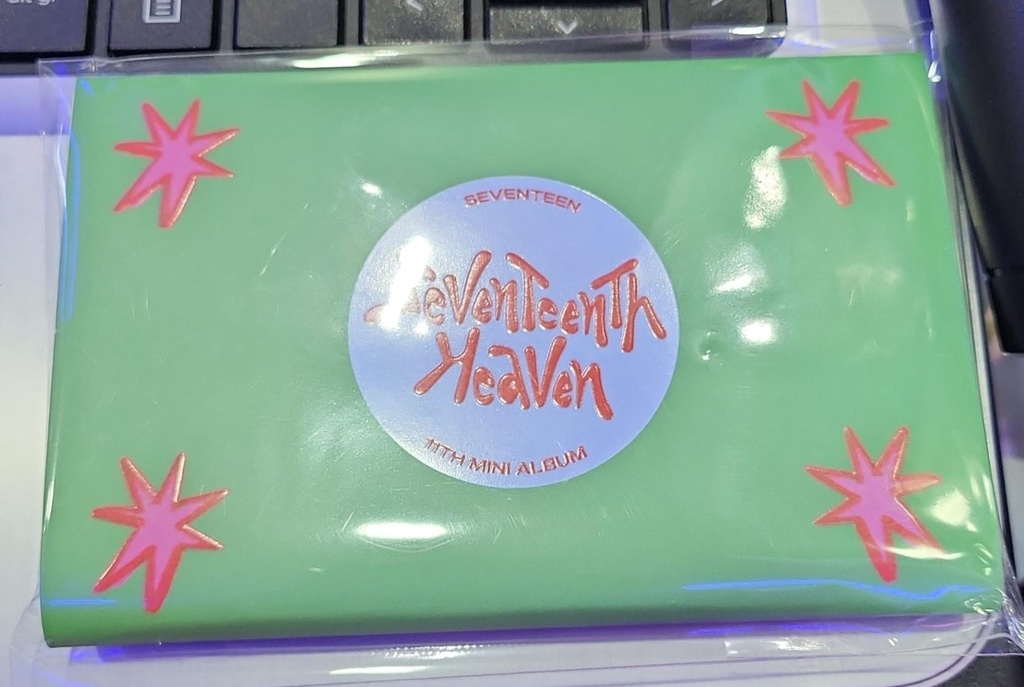 SEVENTEEN
SevenTeenTh
Heaven
11TH MINI ALBUM